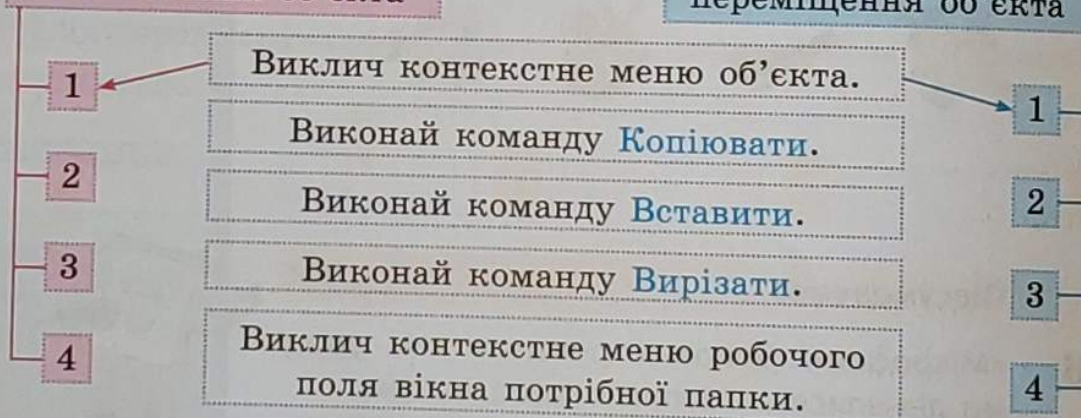 переміщення об'єкта
1
Виклич контекстне меню об'єкта.
1
Виконай команду Копіювати.
2
Виконай команду Вставити.
2
3
Виконай команду Вирізати.
3
4
Виклич контекстне меню робочого
поля вікна потрібної папки.
4